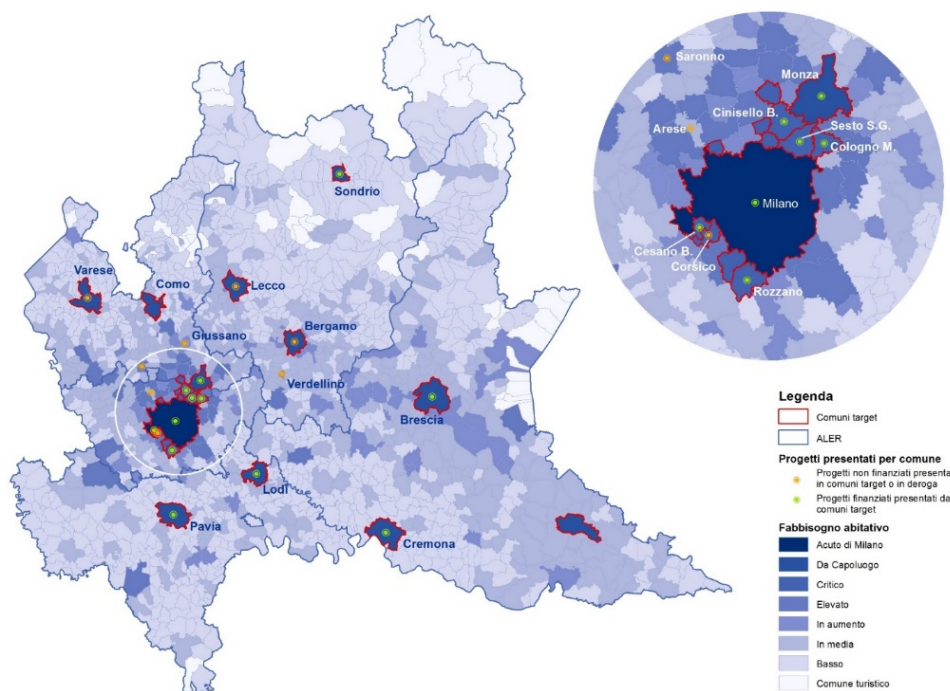 Sondrio
Varese
Como
Lecco
Giussano
Bergamo
Verdellino
Brescia
Lodi
Pavia
Cremona
Saronno
Monza
Cinisello B.
Arese
Sesto S.G.
Cologno M.
Milano
Cesano B.
Corsico
Rozzano
Legenda
Comuni target
ALER
Progetti presentati per comune
Progetti non finanziati presenta
in comuni target o in deroga
Progetti finanziati presentati da
comuni target
Fabbisogno abitativo
Acuto di Milano
Da Capoluogo
Critico
Elevato
In aumento
In media
Basso
Comune turistico